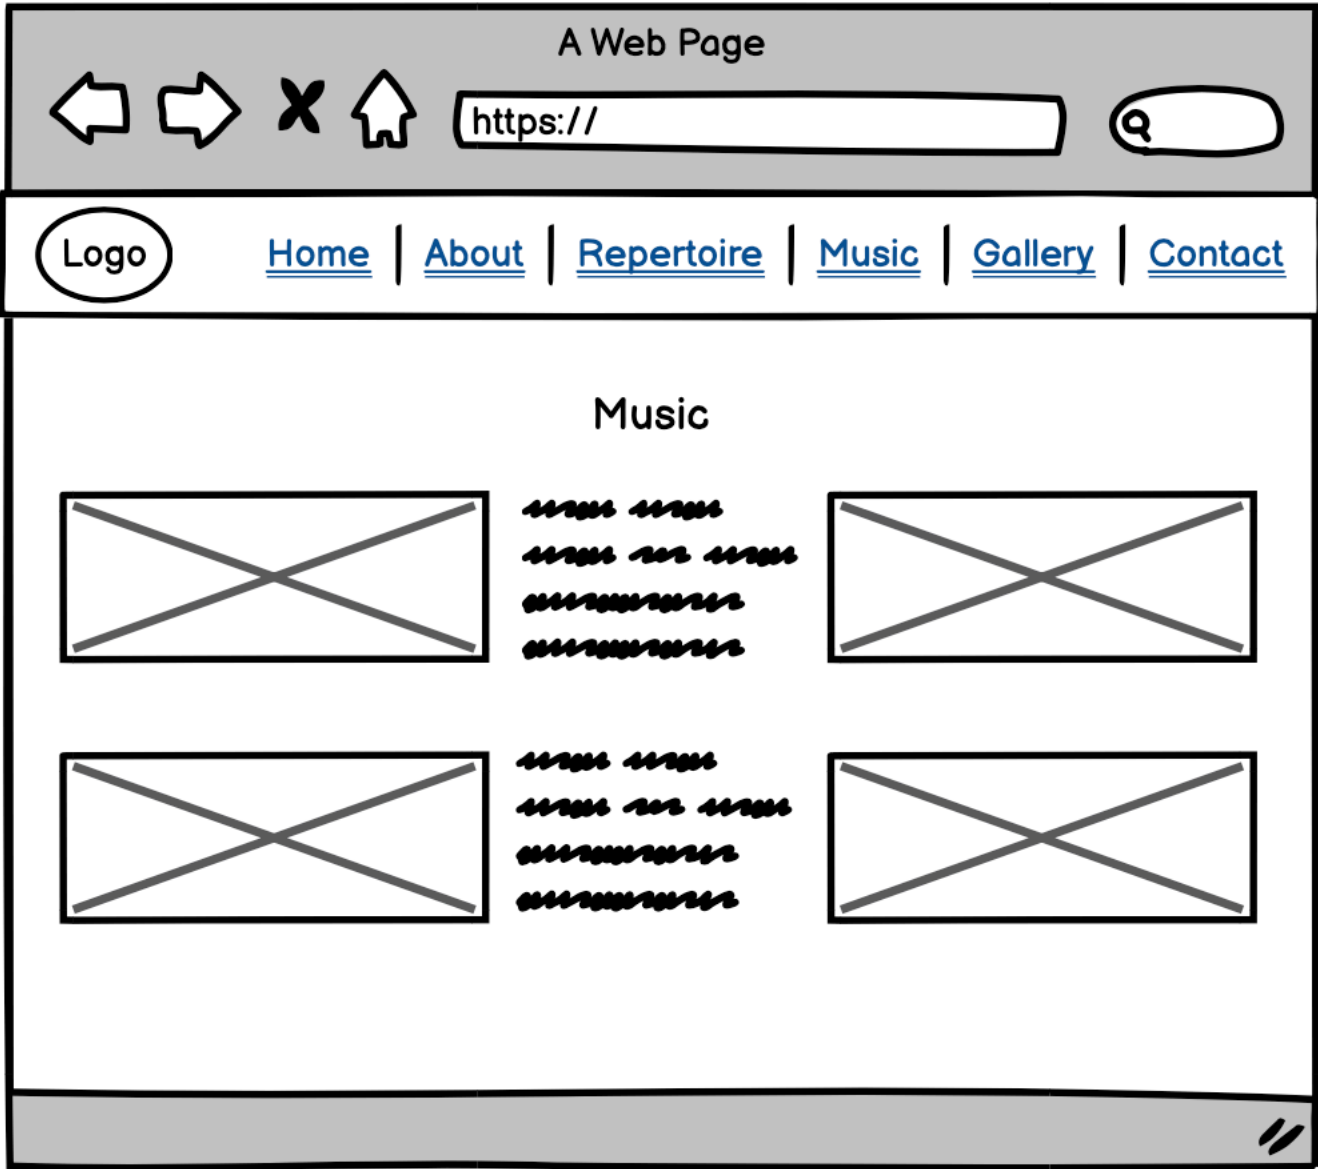 A Web Page
https://
Logo
Home | About | Repertoire | Music | Gallery | Contact
Music